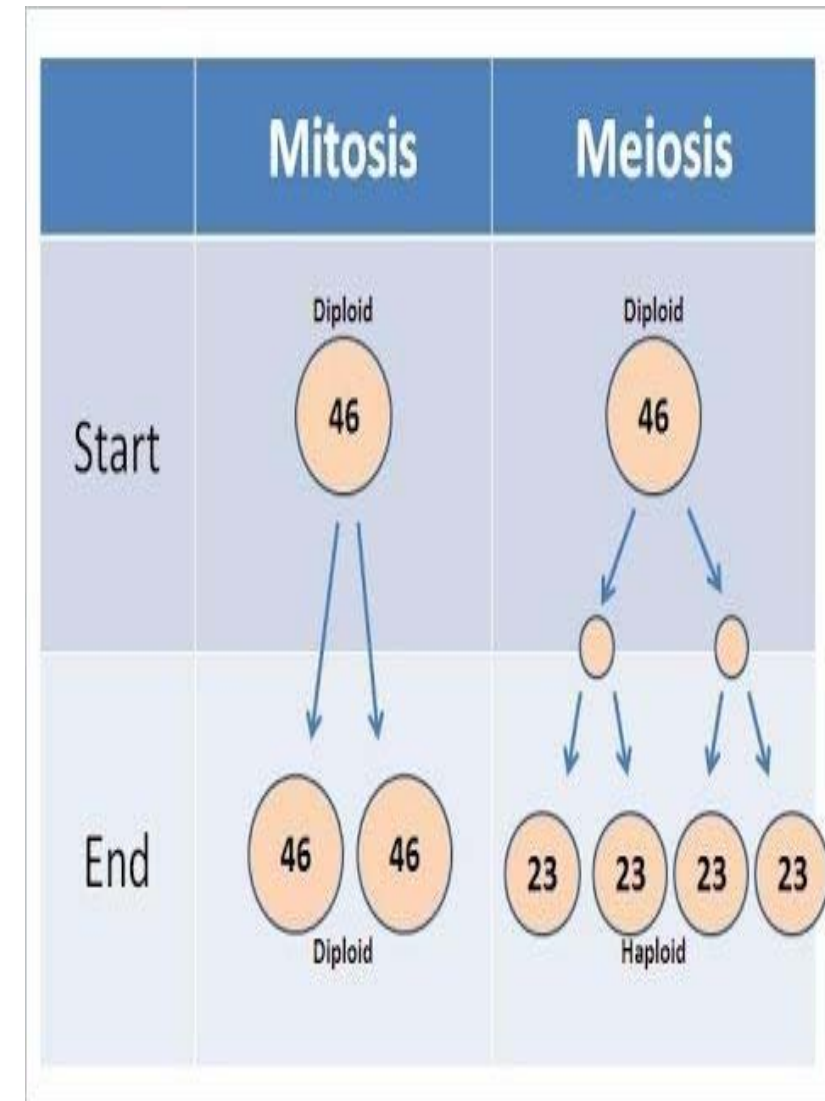 Mitosis Meiosis
Diploid Diploid
46 46
Start
End
46 46 23 23 23 23
Diploid Haploid